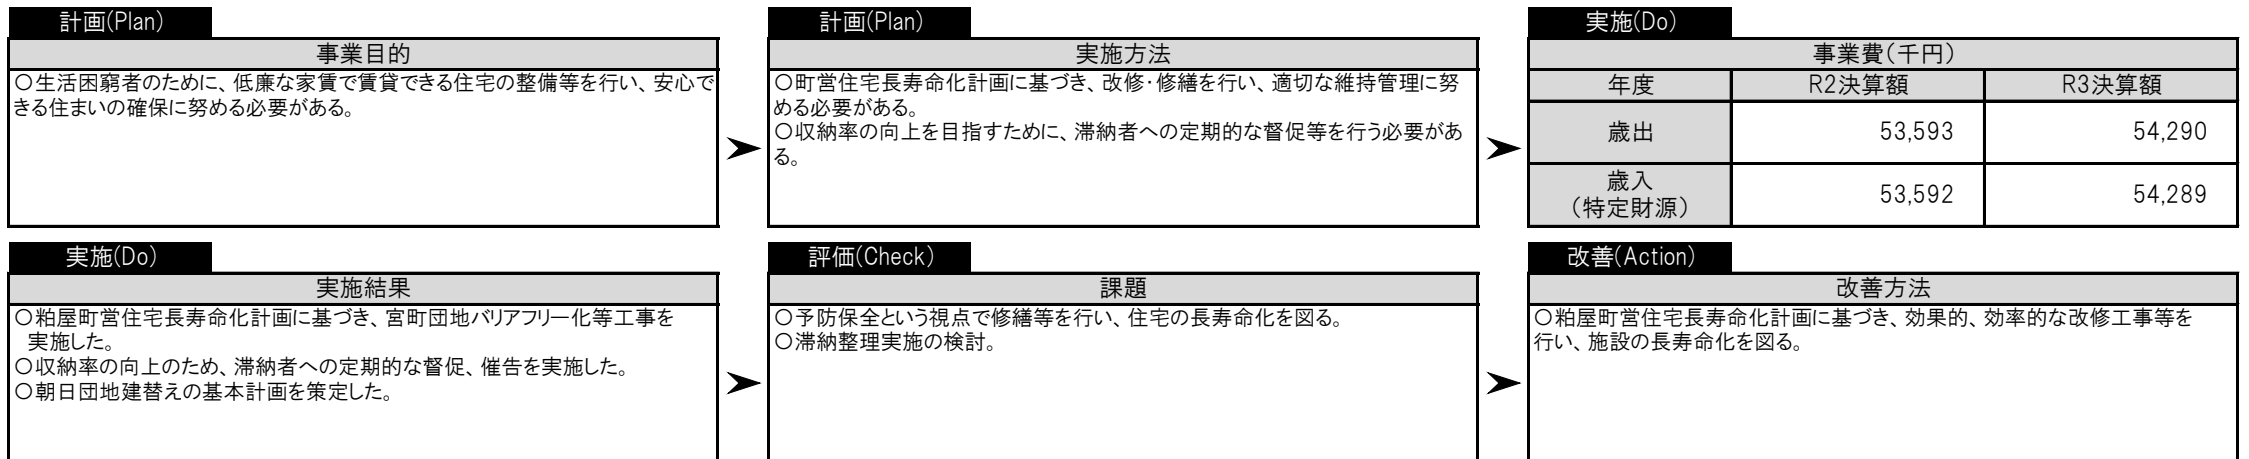 計画(Plan)
事業目的
○生活困窮者のために、低廉な家賃で賃貸できる住宅の整備等を行い、安心で
きる住まいの確保に努める必要がある。
計画(Plan)
実施方法
○町営住宅長寿命化計画に基づき、改修・修繕を行い、適切な維持管理に努
める必要がある。
○収納率の向上を目指すために、滞納者への定期的な督促等を行う必要があ
る。
実施(Do)
事業費(千円)
年度 R2決算額 R3決算額
歳出 53,593 54,290
歳入
(特定財源) 53,592 54,289
実施(Do)
実施結果
○粕屋町営住宅長寿命化計画に基づき、宮町団地バリアフリー化等工事を
実施した。
○収納率の向上のため、滞納者への定期的な督促、催告を実施した。
○朝日団地建替えの基本計画を策定した。
評価(Check)
課題
○予防保全という視点で修繕等を行い、住宅の長寿命化を図る。
○滞納整理実施の検討。
改善(Action)
改善方法
○粕屋町営住宅長寿命化計画に基づき、効果的、効率的な改修工事等を
行い、施設の長寿命化を図る。